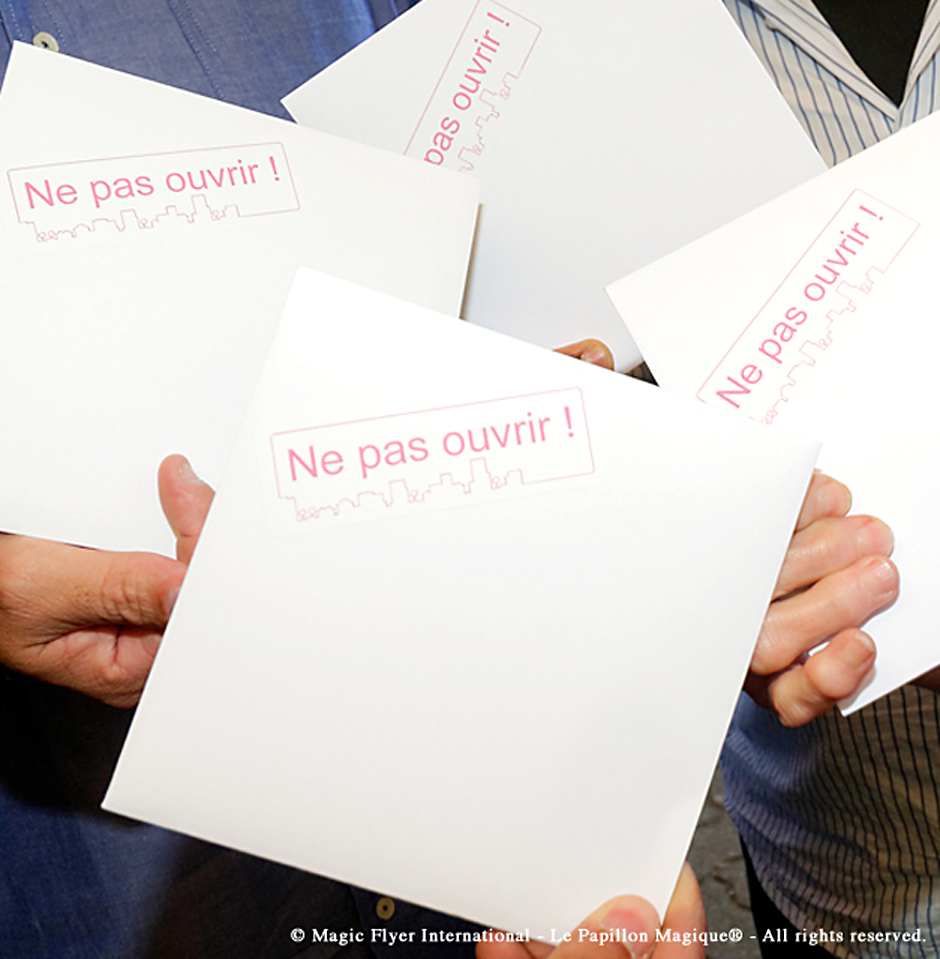 pas ouvrir !
Ne pas ouvrir !
Ne pas ouvrir !
Ne pas ouvrir !
© Magic Flyer International - Le Papillon Magique® - All rights reserved.